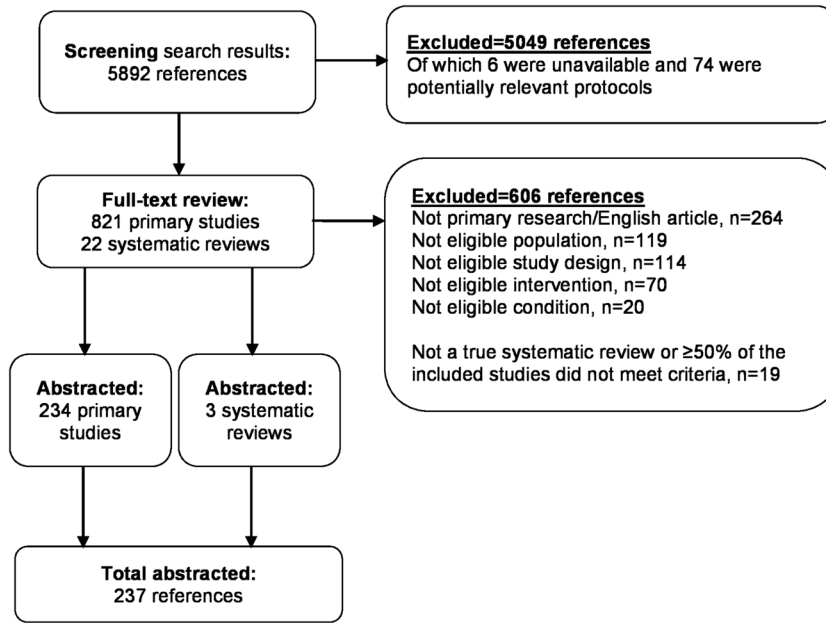 Screening search results:
5892 references
Excluded=5049 references
Of which 6 were unavailable and 74 were
potentially relevant protocols
Full-text review:
821 primary studies
22 systematic reviews
Excluded=606 references
Not primary research/English article, n=264
Not eligible population, n=119
Not eligible study design, n=114
Not eligible intervention, n=70
Not eligible condition, n=20
Not a true systematic review or ≥50% of the
included studies did not meet criteria, n=19
Abstracted:
234 primary
studies
Abstracted:
3 systematic
reviews
Total abstracted:
237 references